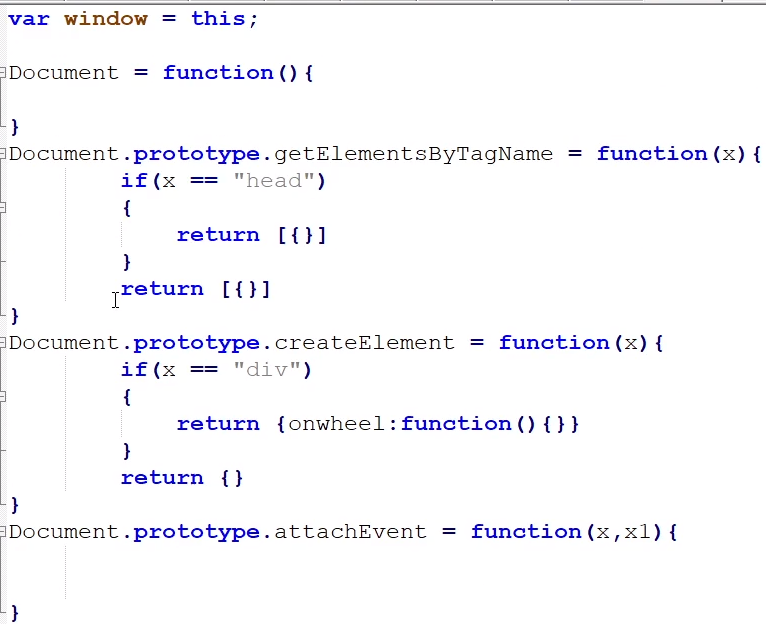 var window = this;
Document = function(){
}
Document.prototype.getElementsByTagName = function(x){
if(x == "head")
{
return [{}]
}
return [{}]
}
Document.prototype.createElement = function(x){
if(x == "div")
{
return {onwheel:function(){}}
}
return {}
}
Document.prototype.attachEvent = function(x,x1){
}